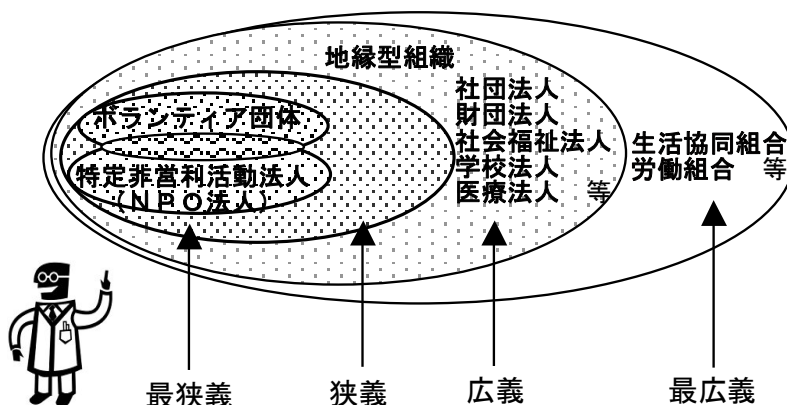 地縁型組織
社団法人
財団法人
社会福祉法人
学校法人
医療法人　等
ボランティア団体
特定非営利活動法人
（ＮＰＯ法人）
生活協同組合
労働組合　等
最狭義
狭義
広義
最広義